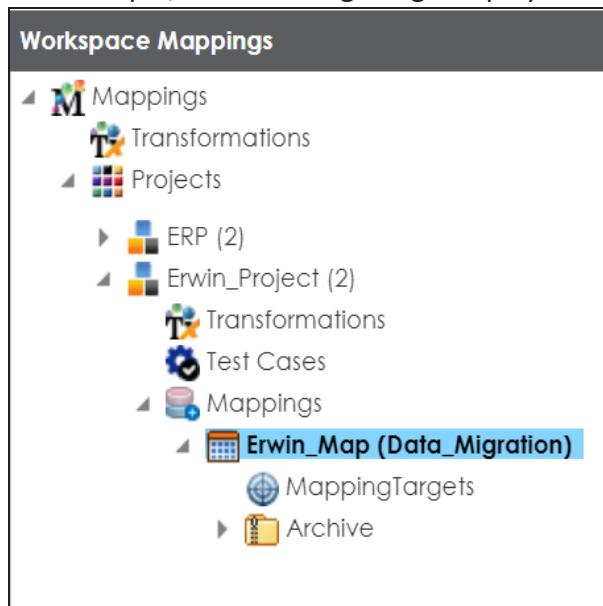 Workspace Mappings
Mappings
Transformations
Projects
ERP (2)
Erwin_Project (2)
Transformations
Test Cases
Mappings
Erwin_Map (Data_Migration)
MappingTargets
Archive